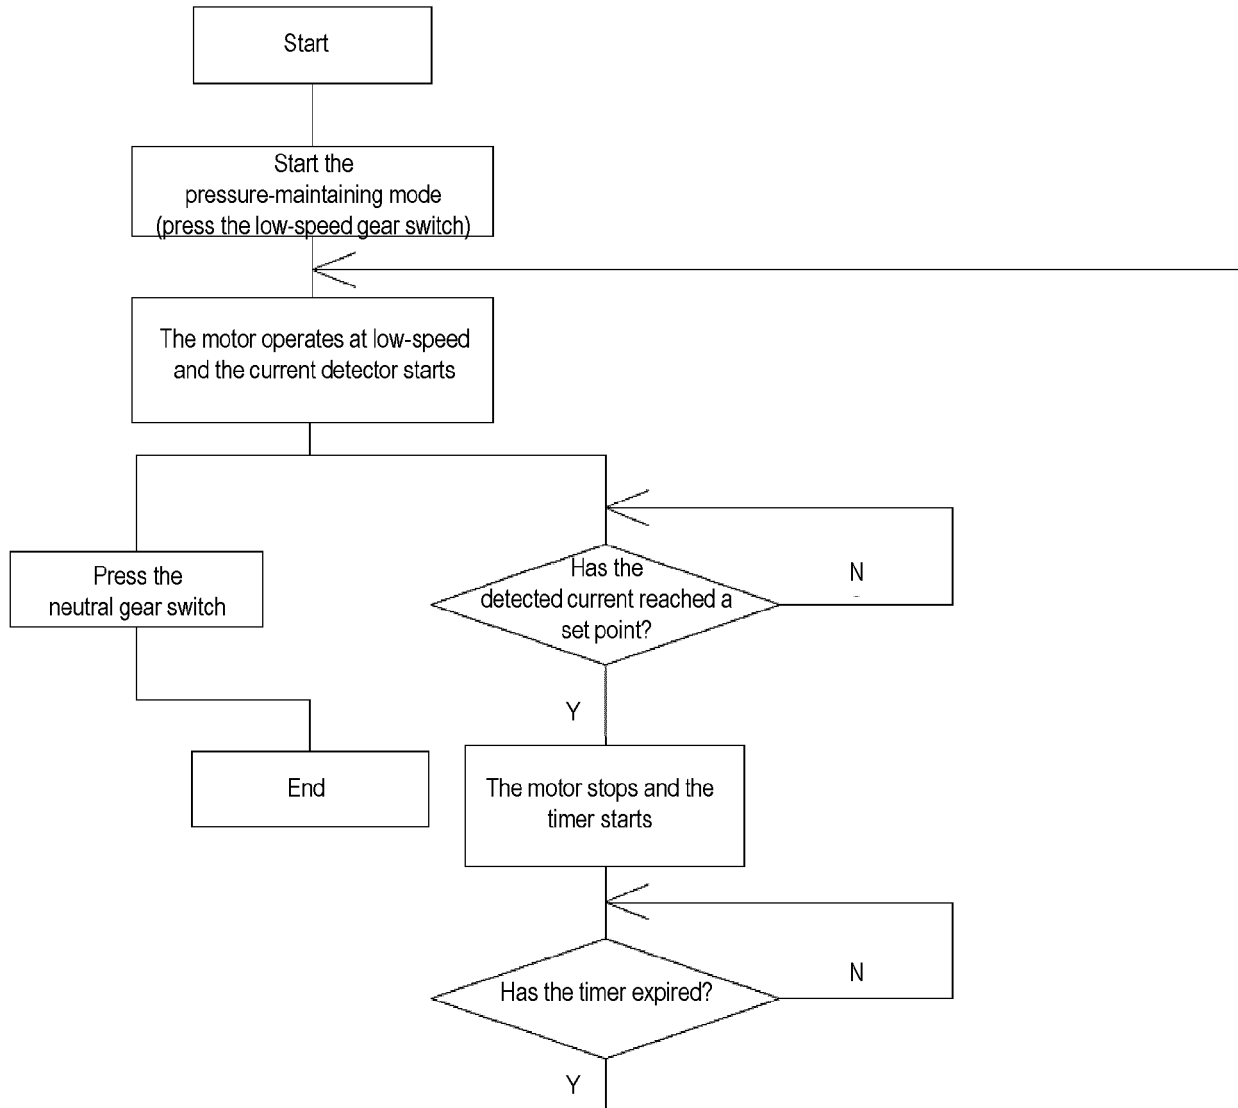 Start
Start the
pressure-maintaining mode
(press the low-speed gear switch)
The motor operates at low-speed
and the current detector starts
Press the
neutral gear switch
Has the
detected current reached a
set point?
N
Y
End
The motor stops and the
timer starts
Has the timer expired?
N
Y